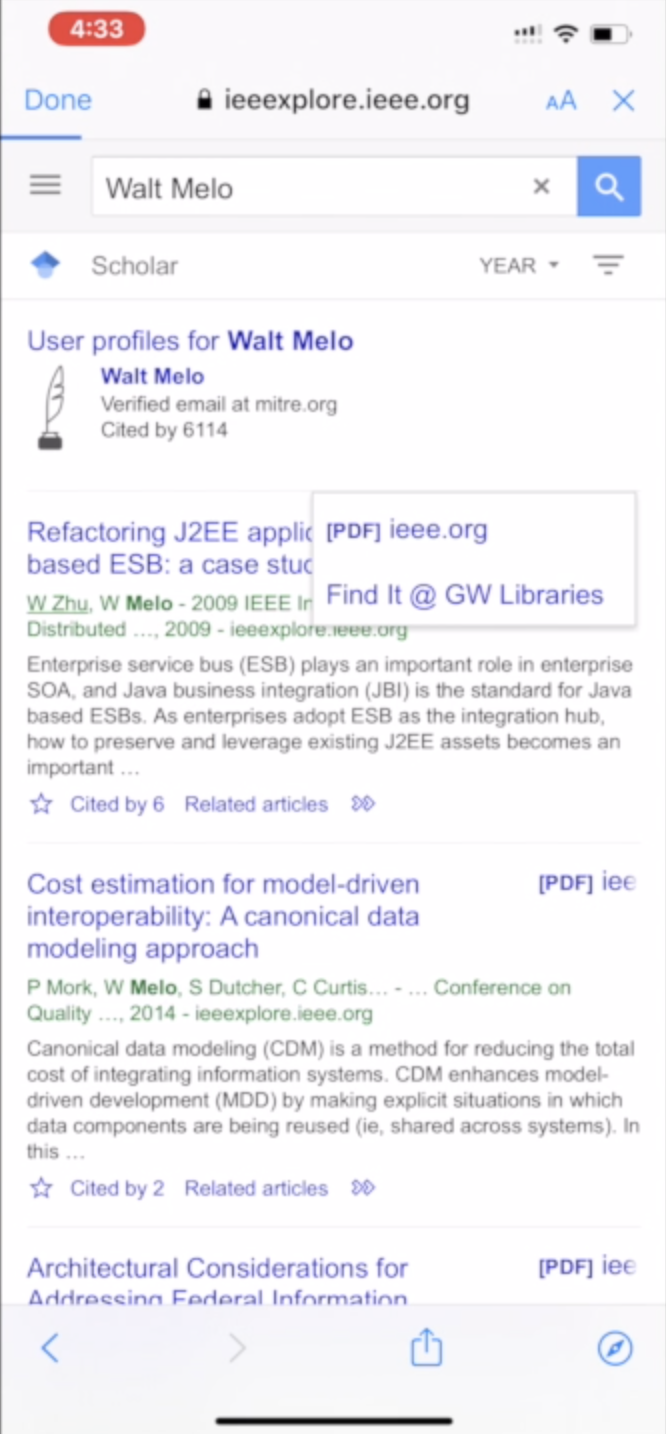 4:33
Done
ieeexplore.ieee.org
AA
Walt Melo
Scholar
YEAR
User profiles for Walt Melo
Walt Melo
Verified email at mitre.org
Cited by 6114
Refactoring J2EE applic
[PDF] ieee.org
based ESB: a case stud
Find It @ GW Libraries
W Zhu, W Melo - 2009 IEEE In
Distributed ..., 2009 - ieeexplore.ieee.org
Enterprise service bus (ESB) plays an important role in enterprise
SOA, and Java business integration (JBI) is the standard for Java
based ESBs. As enterprises adopt ESB as the integration hub,
how to preserve and leverage existing J2EE assets becomes an
important ...
Cited by 6 Related articles
Cost estimation for model-driven
[PDF] iee
interoperability: A canonical data
modeling approach
P Mork, W Melo, S Dutcher, C Curtis... - ... Conference on
Quality ..., 2014 - ieeexplore.ieee.org
Canonical data modeling (CDM) is a method for reducing the total
cost of integrating information systems. CDM enhances model-
driven development (MDD) by making explicit situations in which
data components are being reused (ie, shared across systems). In
this ...
Cited by 2 Related articles
Architectural Considerations for
[PDF] iee
Addressing Federal Information